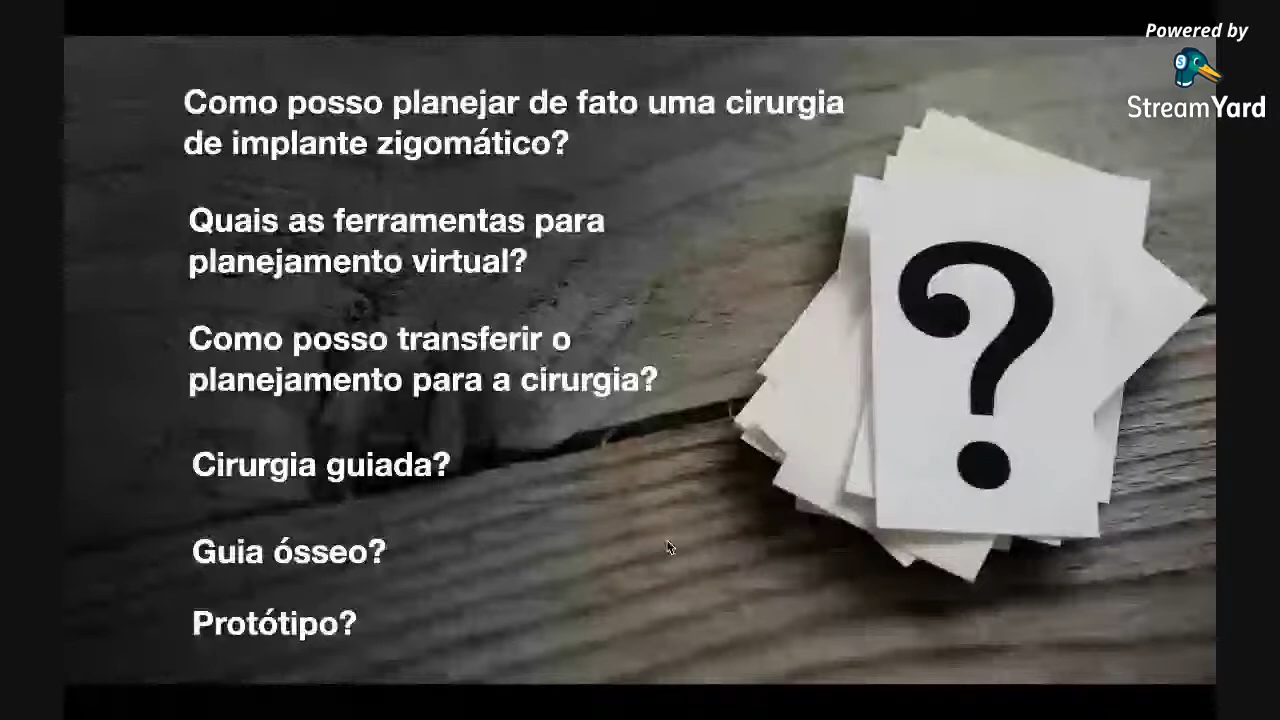 Powered by
StreamYard
Como posso planejar de fato uma cirurgia
de implante zigomático?
Quais as ferramentas para
planejamento virtual?
Como posso transferir o
planejamento para a cirurgia?
Cirurgia guiada?
Guia ósseo?
Protótipo?
?